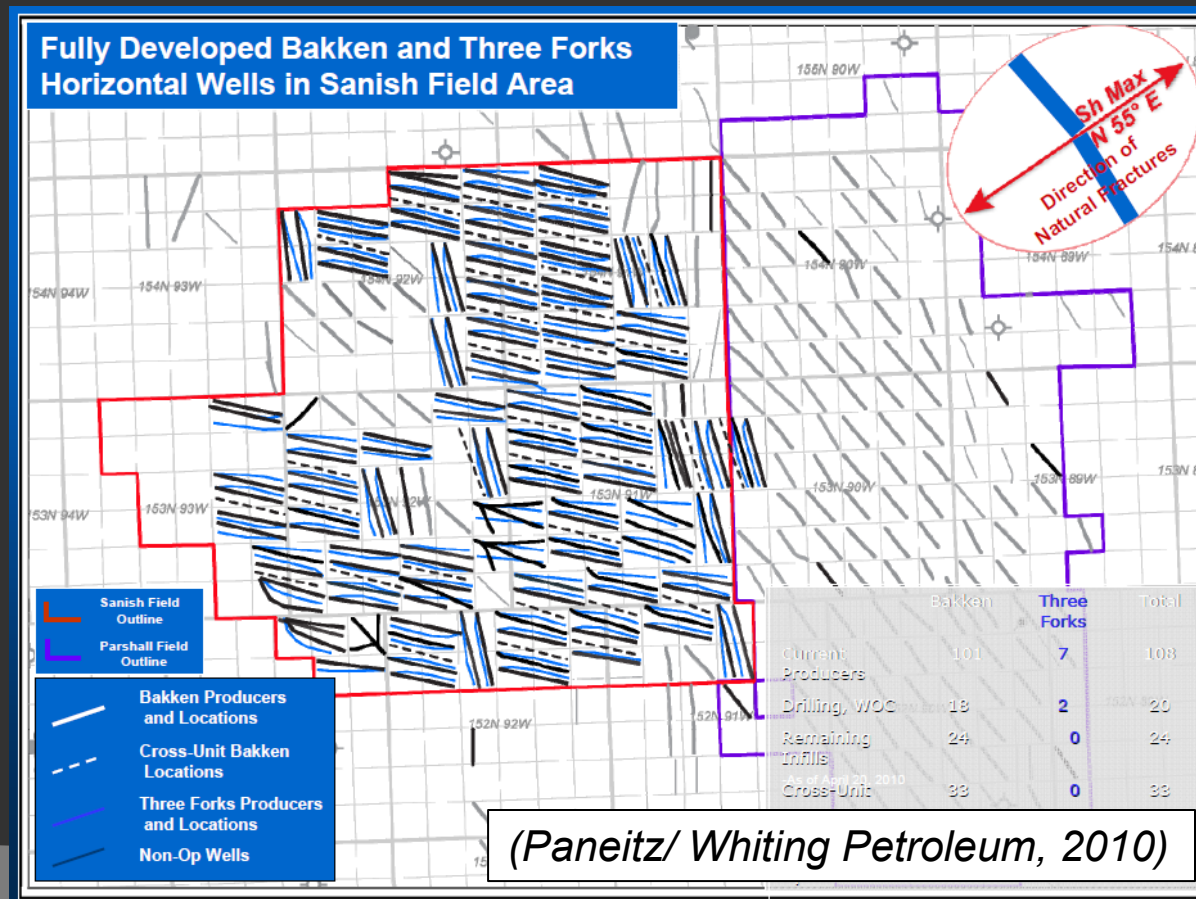 Fully Developed Bakken and Three Forks
Horizontal Wells in Sanish Field Area
155N 90W
Sh Max
N 55° E
Direction of
Natural Fractures
154N 94W
154N 93W
154N 92W
154N 90W
154N 89W
153N 94W
153N 93W
153N 91W
153N 90W
153N 89W
152N 92W
152N 91W
Sanish Field
Outline
Parshall Field
Outline
Bakken Producers
and Locations
Cross-Unit Bakken
Locations
Three Forks Producers
and Locations
Non-Op Wells
Bakken Three Forks Total
Current Producers 101 7 108
Drilling, WOC 18 2 20
Remaining Infills 24 0 24
-As of April 20, 2010
Cross-Unit 33 0 33
(Paneitz/ Whiting Petroleum, 2010)